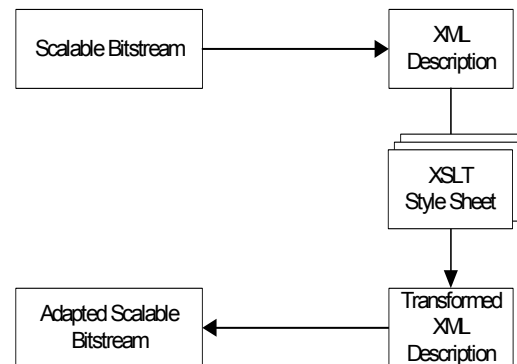 Scalable Bitstream
XML
Description
XSLT
Style Sheet
Adapted Scalable
Bitstream
Transformed
XML
Description